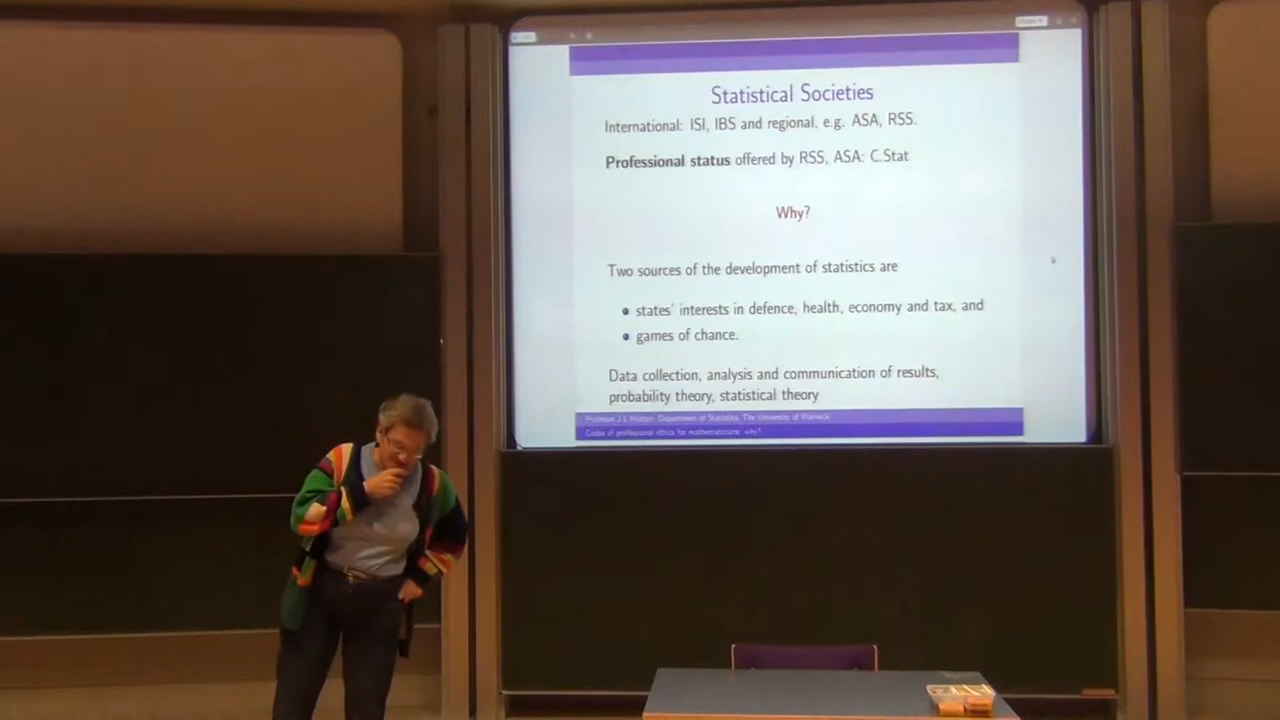 Statistical Societies
International: ISI, IBS and regional, e.g. ASA, RSS.
Professional status offered by RSS, ASA: C.Stat
Why?
Two sources of the development of statistics are
states' interests in defence, health, economy and tax, and
games of chance.
Data collection, analysis and communication of results,
probability theory, statistical theory
Professor J L Hutton, Department of Statistics, The University of Warwick
Codes of professional ethics for mathematicians: why?